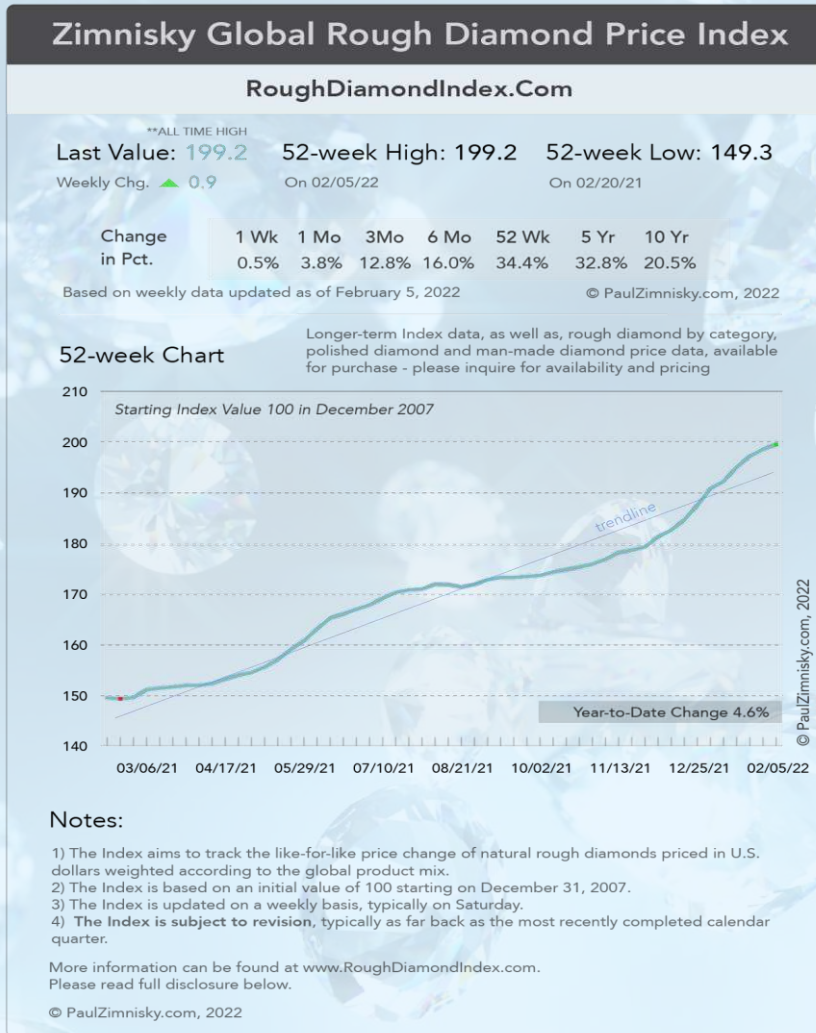 Zimnisky Global Rough Diamond Price Index
RoughDiamondIndex.Com
**ALL TIME HIGH
Last Value: 199.2 52-week High: 199.2 52-week Low: 149.3
Weekly Chg. 0.9 On 02/05/22 On 02/20/21
Change 1 Wk 1 Mo 3Mo 6 Mo 52 Wk 5 Yr 10 Yr
in Pct. 0.5% 3.8% 12.8% 16.0% 34.4% 32.8% 20.5%
Based on weekly data updated as of February 5, 2022 © PaulZimnisky.com, 2022
Longer-term Index data, as well as, rough diamond by category,
52-week Chart polished diamond and man-made diamond price data, available
for purchase - please inquire for availability and pricing
210
Starting Index Value 100 in December 2007
200
190
trendline
180
170
160
150
Year-to-Date Change 4.6%
140
© PaulZimnisky.com, 2022
03/06/21 04/17/21 05/29/21 07/10/21 08/21/21 10/02/21 11/13/21 12/25/21 02/05/22
Notes:
1) The Index aims to track the like-for-like price change of natural rough diamonds priced in U.S.
dollars weighted according to the global product mix.
2) The Index is based on an initial value of 100 starting on December 31, 2007.
3) The Index is updated on a weekly basis, typically on Saturday.
4) The Index is subject to revision, typically as far back as the most recently completed calendar
quarter.
More information can be found at www.RoughDiamondIndex.com.
Please read full disclosure below.
© PaulZimnisky.com, 2022